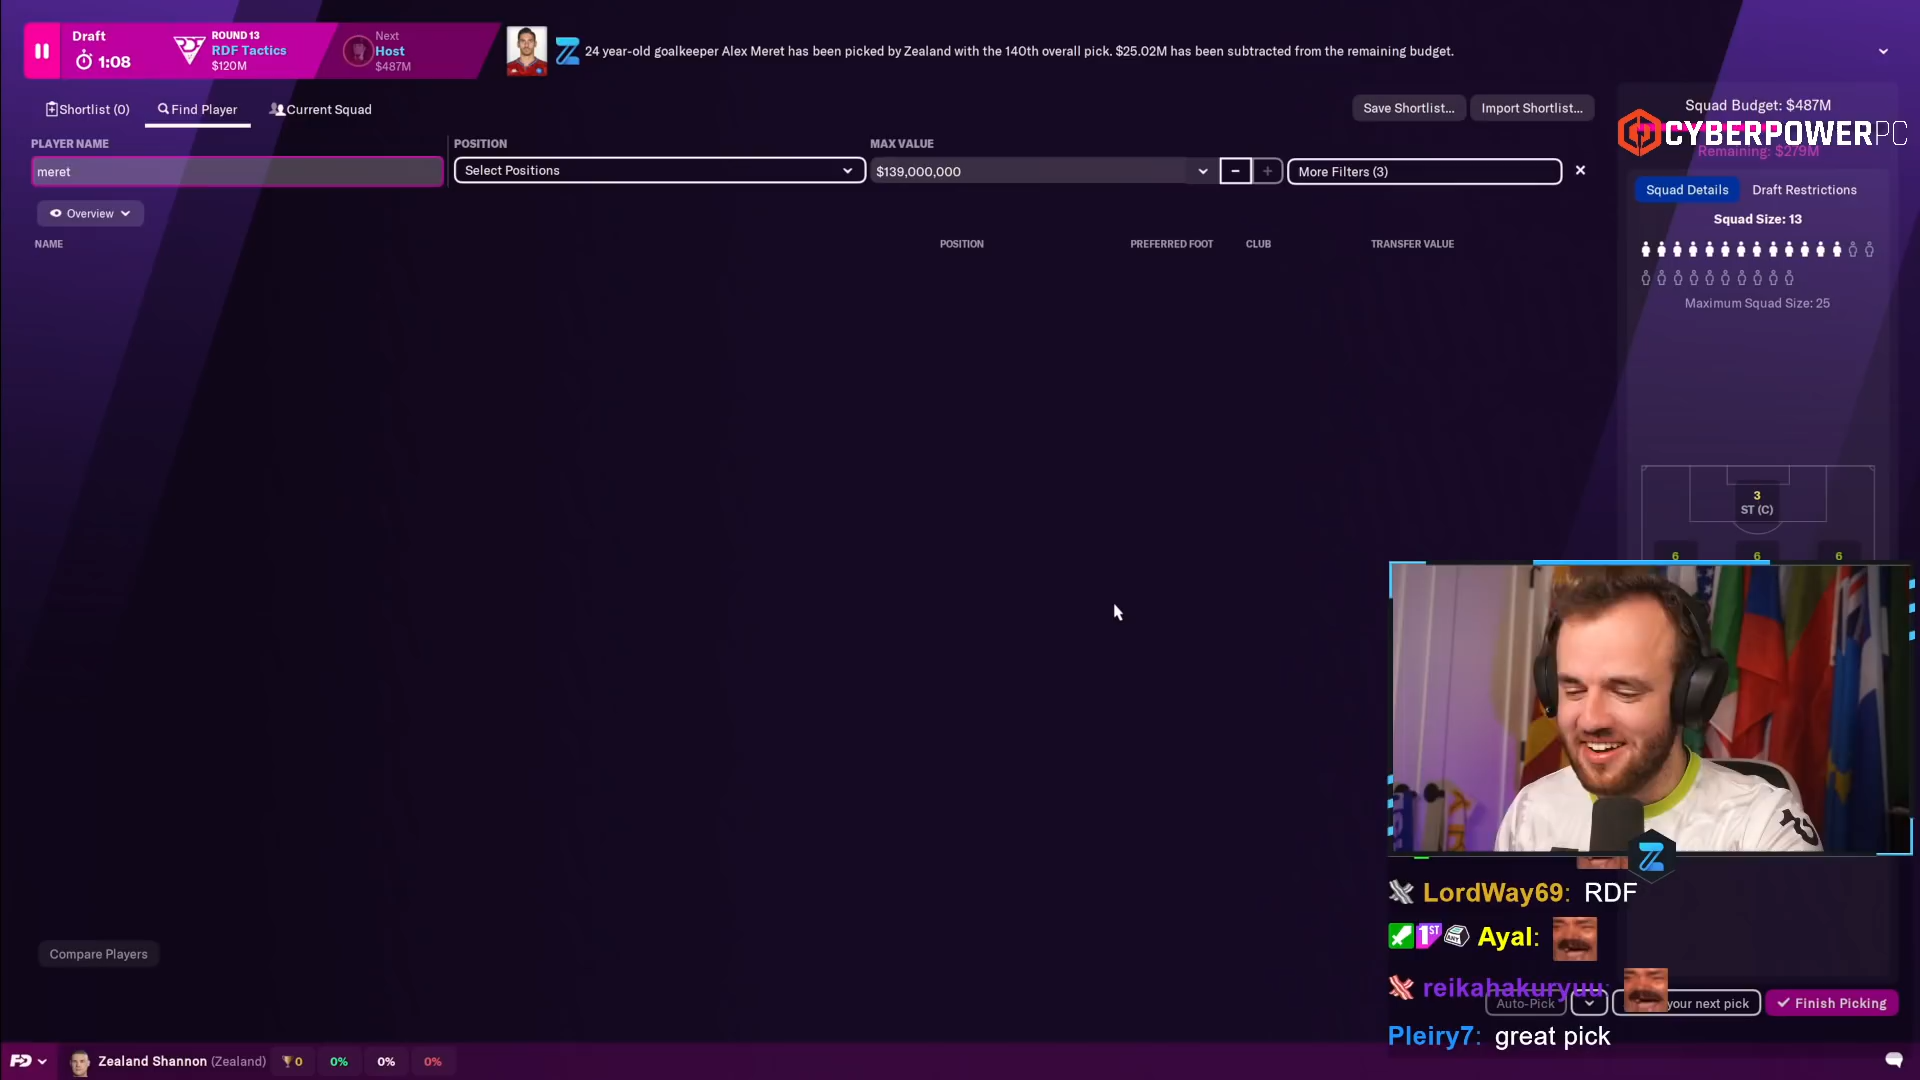 Draft
1:08
ROUND 13
RDF Tactics
$120M
Next
Host
$487M
24 year-old goalkeeper Alex Meret has been picked by Zealand with the 140th overall pick. $25.02M has been subtracted from the remaining budget.
Shortlist (0)
Find Player
Current Squad
Save Shortlist...
Import Shortlist...
Squad Budget: $487M
CYBERPOWERPC
Remaining: $279M
PLAYER NAME
POSITION
MAX VALUE
meret
Select Positions
$139,000,000
More Filters (3)
Squad Details
Draft Restrictions
Overview
Squad Size: 13
NAME
POSITION
PREFERRED FOOT
CLUB
TRANSFER VALUE
Maximum Squad Size: 25
3
ST (C)
6
6
6
LordWay69: RDF
1ST Ayal:
Compare Players
reikahakuryuu:
Auto-Pick
your next pick
Finish Picking
Pleiry7: great pick
FD
Zealand Shannon (Zealand)
0
0%
0%
0%